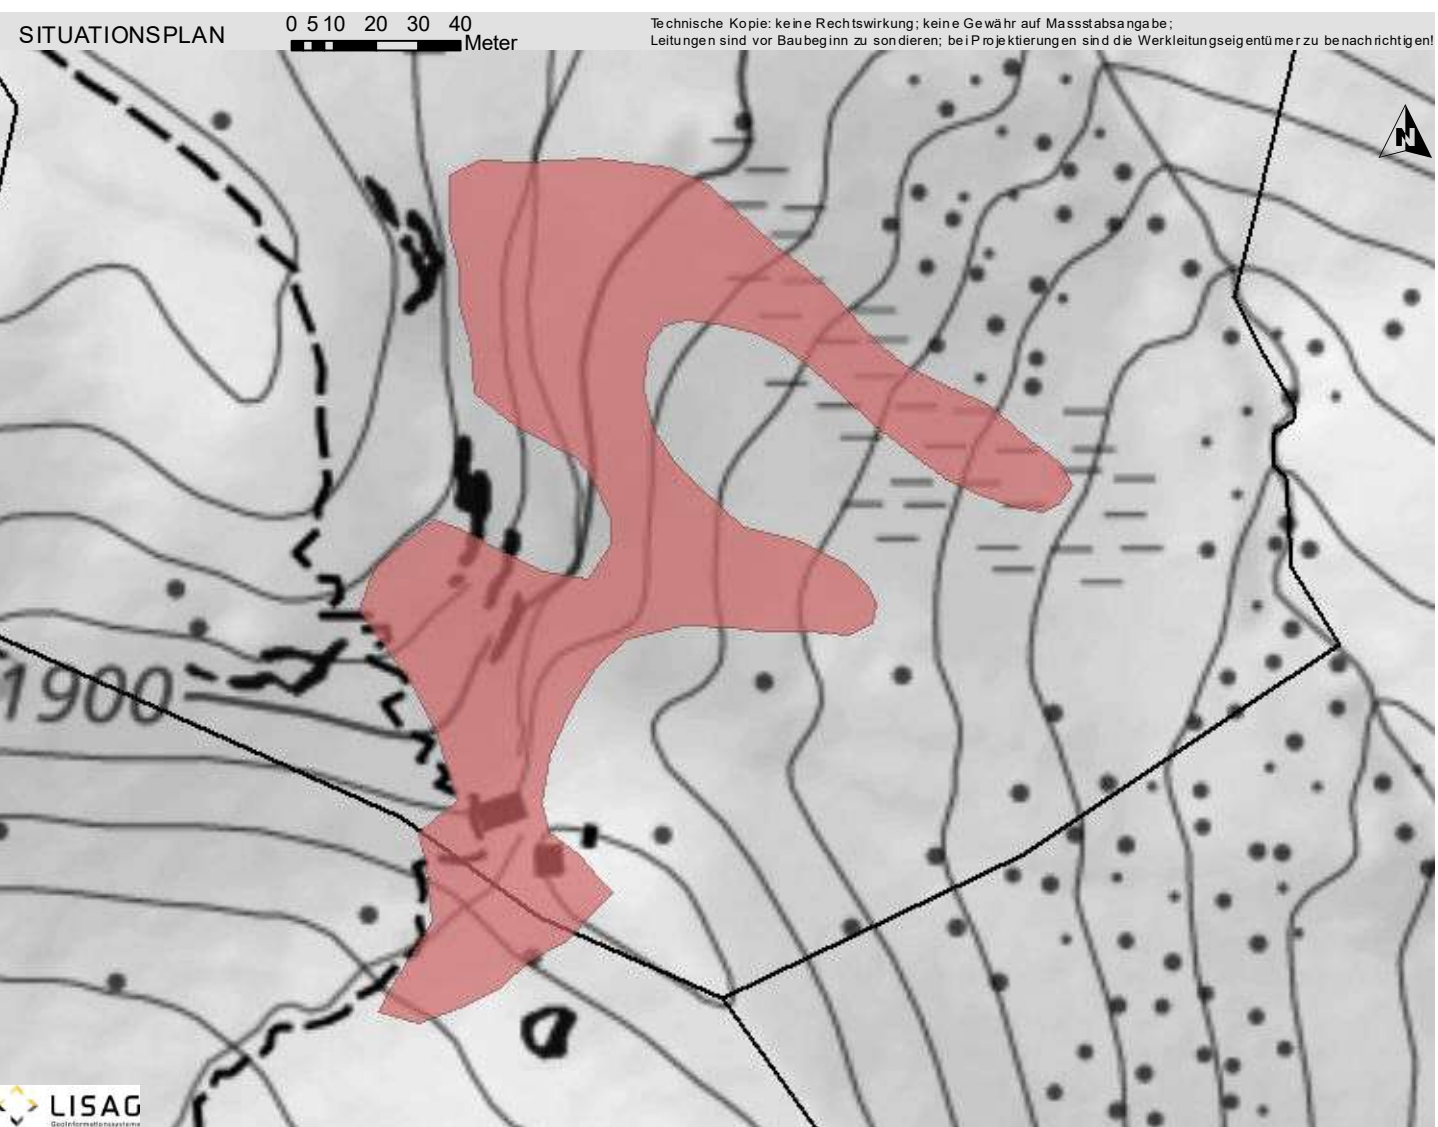 SITUATIONSPLAN
0 5 10 20 30 40
Meter
Technische Kopie: keine Rechtswirkung; keine Gewähr auf Massstabsangabe;
Leitungen sind vor Baubeginn zu sondieren; bei Projektierungen sind die Werkleitungseigentümer zu benachrichtigen!
N
1900
LISAG
Geoinformationssysteme